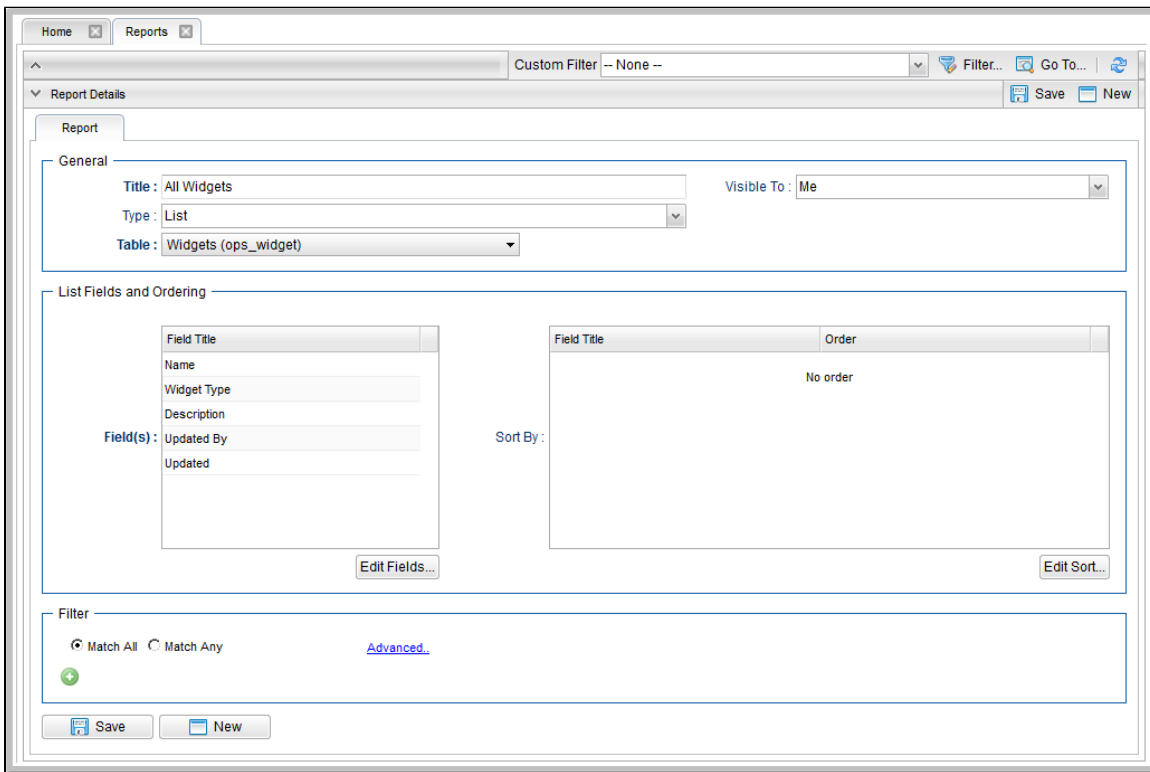 Home Reports
Custom Filter -- None -- Filter... Go To...
Report Details Save New
Report
General
Title : All Widgets Visible To : Me
Type : List
Table : Widgets (ops_widget)
List Fields and Ordering
Field Title Field Title Order
Name
No order
Widget Type
Description
Field(s) : Updated By Sort By :
Updated
Edit Fields... Edit Sort...
Filter
Match All Match Any Advanced..
Save New